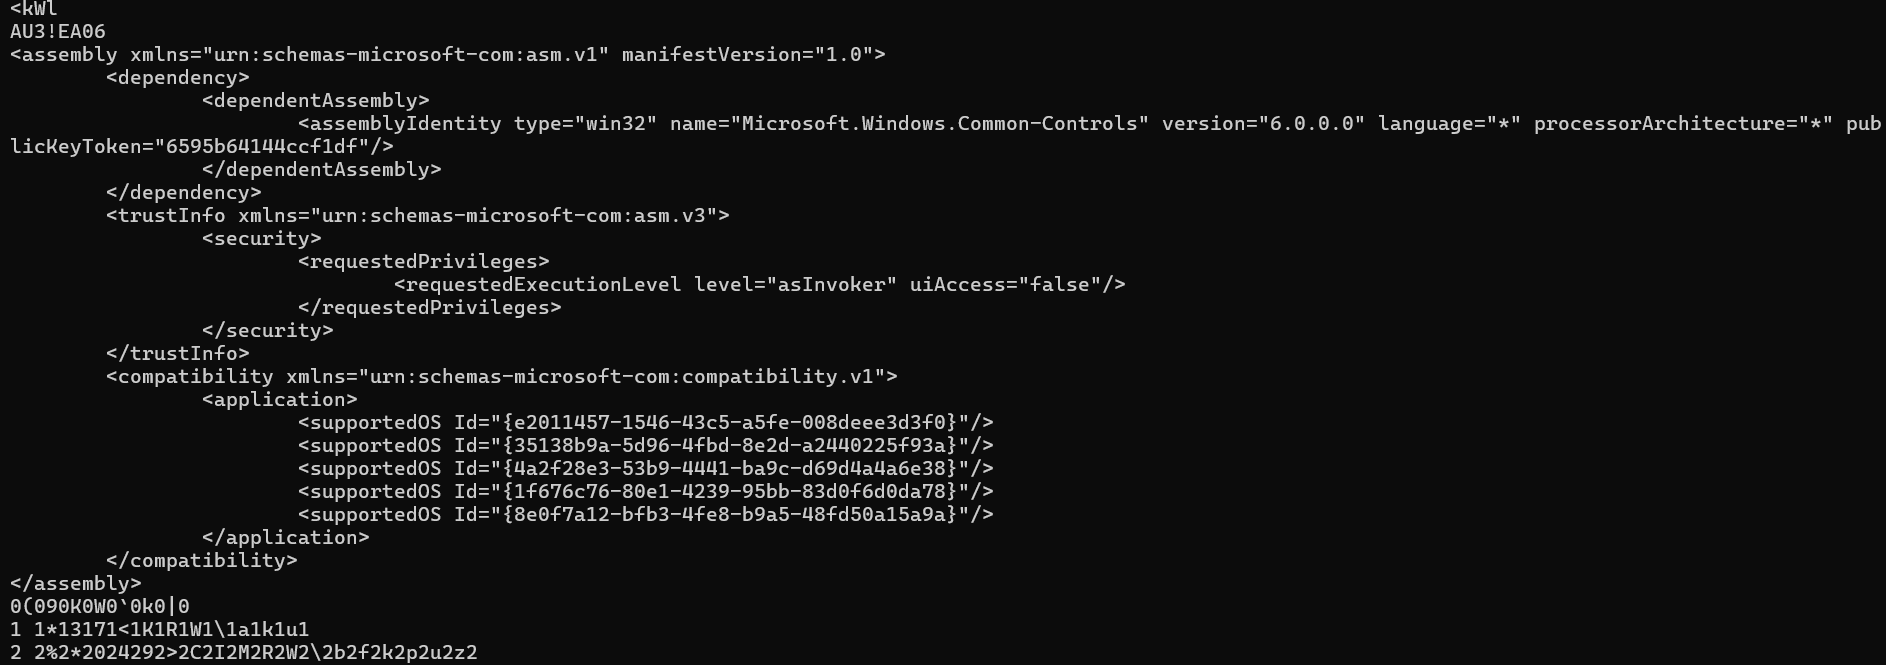 <kWl
AU3!EA06
<assembly xmlns="urn:schemas-microsoft-com:asm.v1" manifestVersion="1.0">
<dependency>
<dependentAssembly>
<assemblyIdentity type="win32" name="Microsoft.Windows.Common-Controls" version="6.0.0.0" language="*" processorArchitecture="*" pub
licKeyToken="6595b64144ccf1df"/>
</dependentAssembly>
</dependency>
<trustInfo xmlns="urn:schemas-microsoft-com:asm.v3">
<security>
<requestedPrivileges>
<requestedExecutionLevel level="asInvoker" uiAccess="false"/>
</requestedPrivileges>
</security>
</trustInfo>
<compatibility xmlns="urn:schemas-microsoft-com:compatibility.v1">
<application>
<supportedOS Id="{e2011457-1546-43c5-a5fe-008deee3d3f0}"/>
<supportedOS Id="{35138b9a-5d96-4fbd-8e2d-a2440225f93a}"/>
<supportedOS Id="{4a2f28e3-53b9-4441-ba9c-d69d4a4a6e38}"/>
<supportedOS Id="{1f676c76-80e1-4239-95bb-83d0f6d0da78}"/>
<supportedOS Id="{8e0f7a12-bfb3-4fe8-b9a5-48fd50a15a9a}"/>
</application>
</compatibility>
</assembly>
0(090K0W0`0k0|0
1 1*13171<1K1R1W1\1a1k1u1
2 2%2*2024292>2C2I2M2R2W2\2b2f2k2p2u2z2